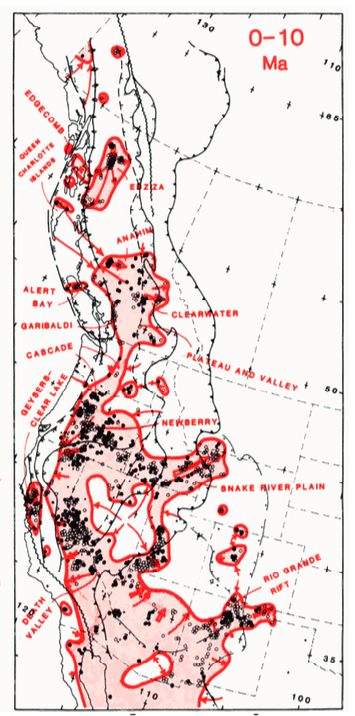 130
0-10
Ma
110
65
EDGECOMB
QUEEN
CHARLOTTE
ISLANDS
EDZIZA
ANAHIM
ALERT
BAY
CLEARWATER
GARIBALDI
CASCADE
PLATEAU AND VALLEY
GEYSERS-
CLEAR LAKE
50
NEWBERRY
SNAKE RIVER PLAIN
RIO GRANDE
RIFT
DEATH
VALLEY
35
110
100